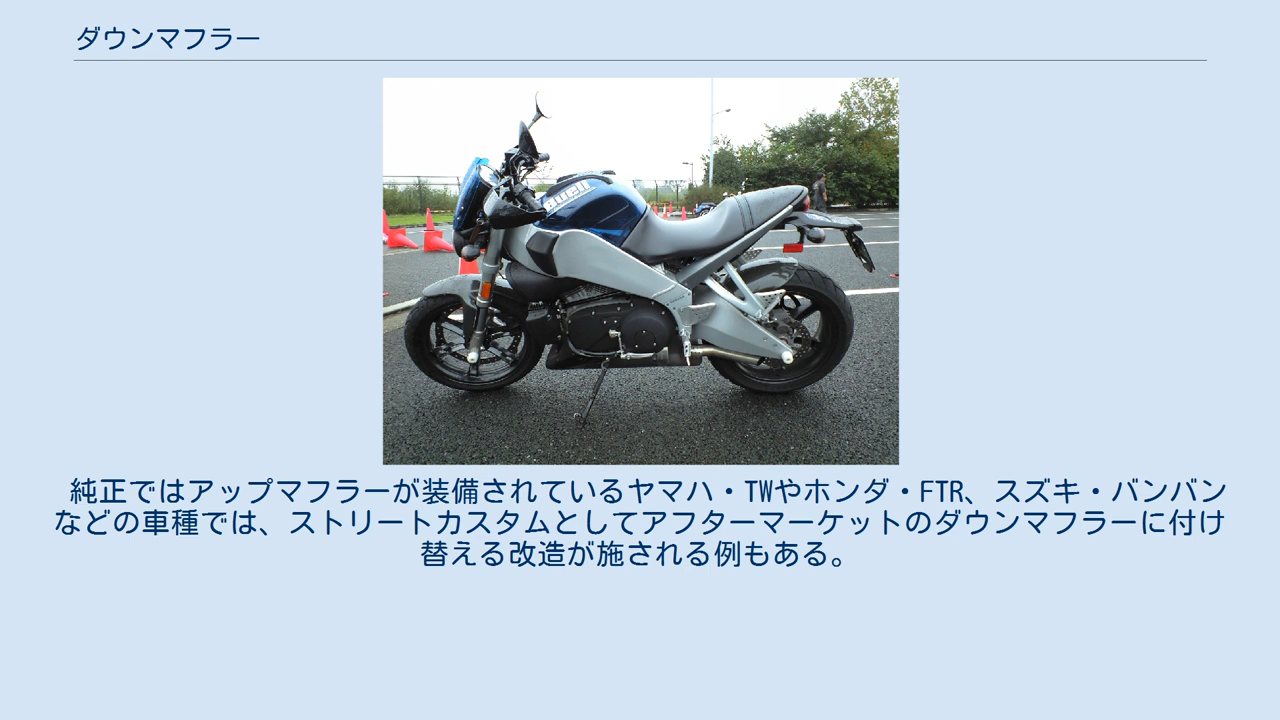 ダウンマフラー
Buell
純正ではアップマフラーが装備されているヤマハ・TWやホンダ・FTR、スズキ・バンバン
などの車種では、ストリートカスタムとしてアフターマーケットのダウンマフラーに付け
替える改造が施される例もある。